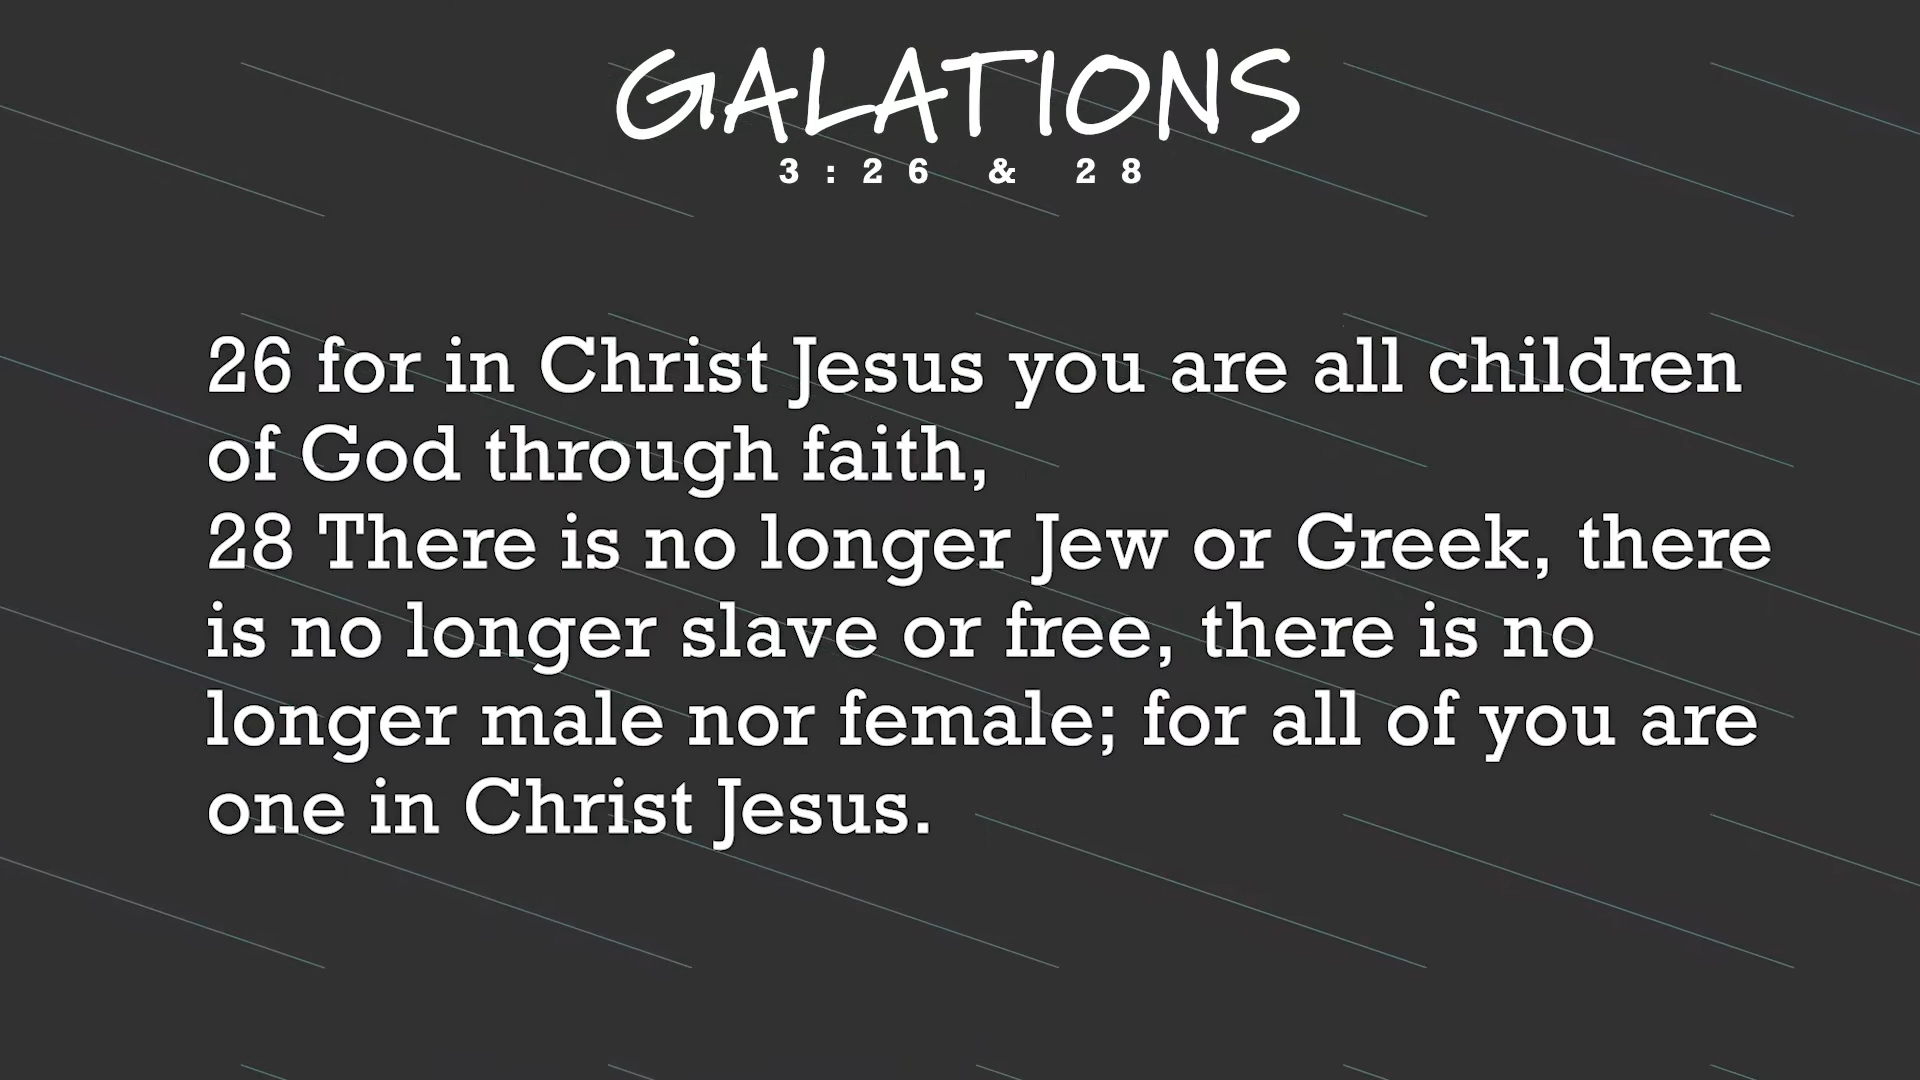 GALATIONS
3:26 & 28
26 for in Christ Jesus you are all children
of God through faith,
28 There is no longer Jew or Greek, there
is no longer slave or free, there is no
longer male nor female; for all of you are
one in Christ Jesus.